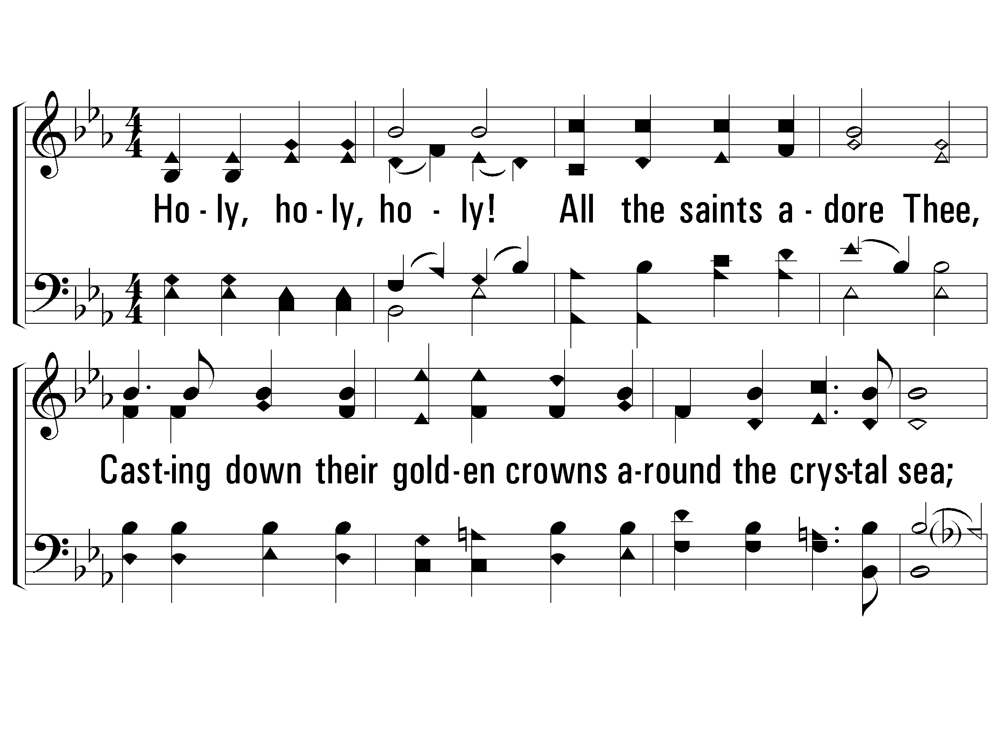 Ho - ly, ho - ly, ho - ly! All the saints a - dore Thee,
Cast-ing down their gold-en crowns a-round the crys-tal sea;